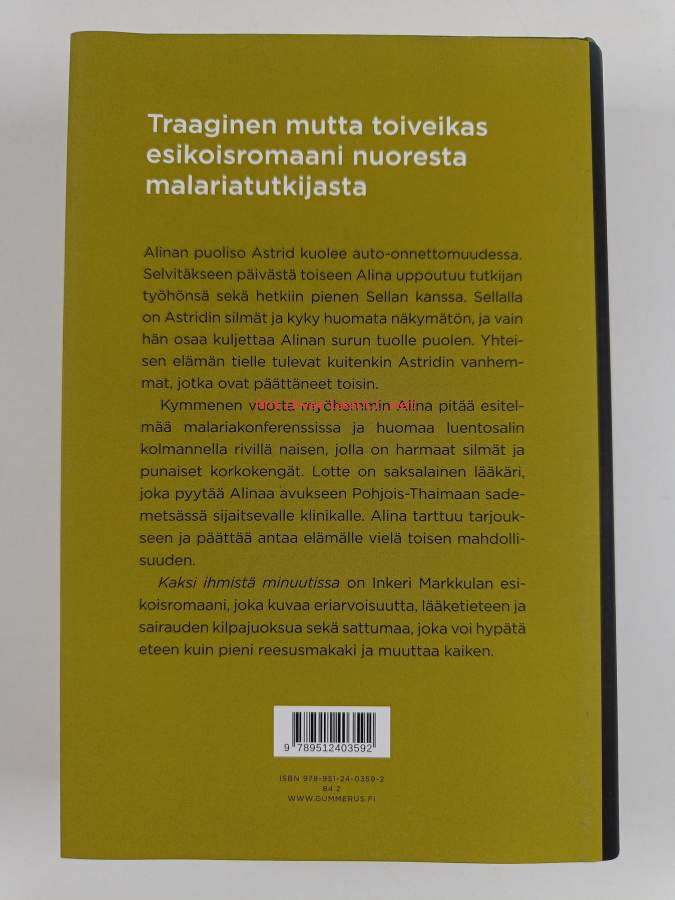 Traaginen mutta toiveikas
esikoisromaani nuoresta
malariatutkijasta
Alinan puoliso Astrid kuolee auto-onnettomuudessa.
Selvitäkseen päivästä toiseen Alina uppoutuu tutkijan
työhönsä sekä hetkiin pienen Sellan kanssa. Sellalla
on Astridin silmät ja kyky huomata näkymätön, ja vain
hän osaa kuljettaa Alinan surun tuolle puolen. Yhtei-
sen elämän tielle tulevat kuitenkin Astridin vanhem-
mat, jotka ovat päättäneet toisin.
Kymmenen vuotta myöhemmin Alina pitää esitel-
mää malariakonferenssissa ja huomaa luentosalin
kolmannella rivillä naisen, jolla on harmaat silmät ja
punaiset korkokengät. Lotte on saksalainen lääkäri,
joka pyytää Alinaa avukseen Pohjois-Thaimaan sade-
metsässä sijaitsevalle klinikalle. Alina tarttuu tarjouk-
seen ja päättää antaa elämälle vielä toisen mahdolli-
suuden.
Kaksi ihmistä minuutissa on Inkeri Markkulan esi-
koisromaani, joka kuvaa eriarvoisuutta, lääketieteen ja
sairauden kilpajuoksua sekä sattumaa, joka voi hypätä
eteen kuin pieni reesusmakaki ja muuttaa kaiken.
9 789512 403592
ISBN 978-951-24-0359-2
84.2
WWW.GUMMERUS.FI